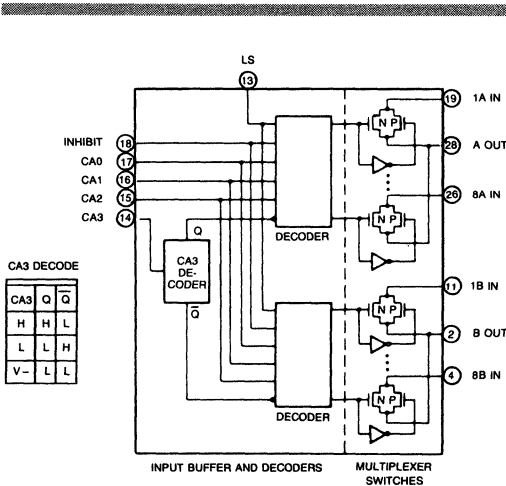 LS
13
19 1A IN
N P
INHIBIT 18
28 A OUT
CA0 17
CA1 16
CA2 15
26 8A IN
CA3 14
N P
Q
DECODER
CA3 DE-CODER
CA3 DECODE
CA3 Q Q̅
H H L
L L H
V– L L
Q̅
11 1B IN
N P
2 B OUT
4 8B IN
N P
DECODER
INPUT BUFFER AND DECODERS
MULTIPLEXER
SWITCHES